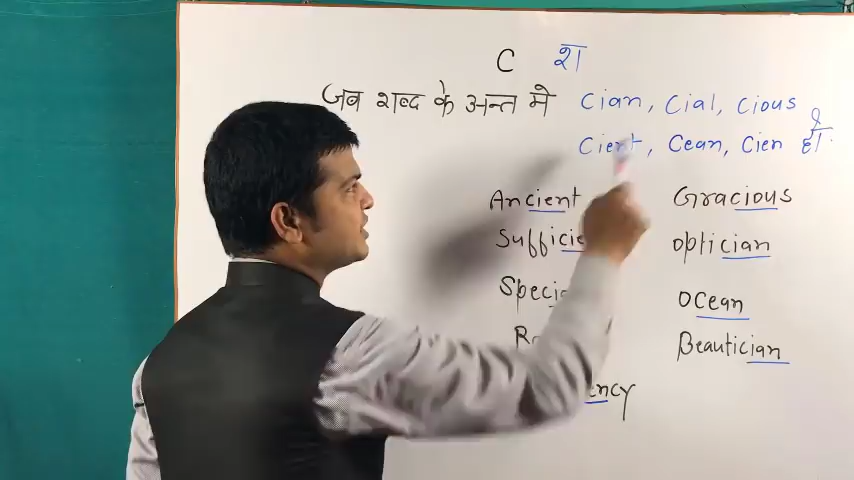 C श
जब शब्द के अन्त मे cian, cial, cious
cient, cean, cien हो।
Ancient Gracious
optician
ocean
Beautician